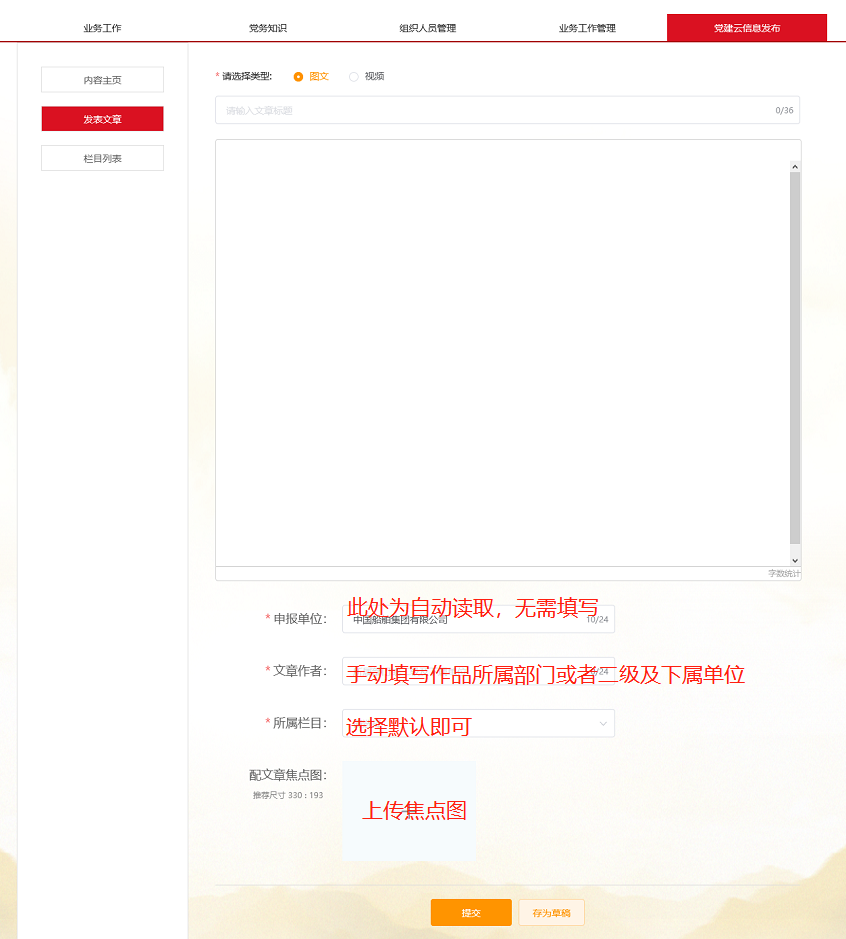 业务工作 党务知识 组织人员管理 业务工作管理 党建云信息发布
内容主页
发表文章
栏目列表
* 请选择类型: 图文 视频
请输入文章标题 0/36
字数统计
* 申报单位: 中国船舶集团有限公司 10/24
此处为自动读取，无需填写
* 文章作者: /24
手动填写作品所属部门或者二级及下属单位
* 所属栏目:
选择默认即可
配文章焦点图:
推荐尺寸 330 : 193
上传焦点图
提交 存为草稿